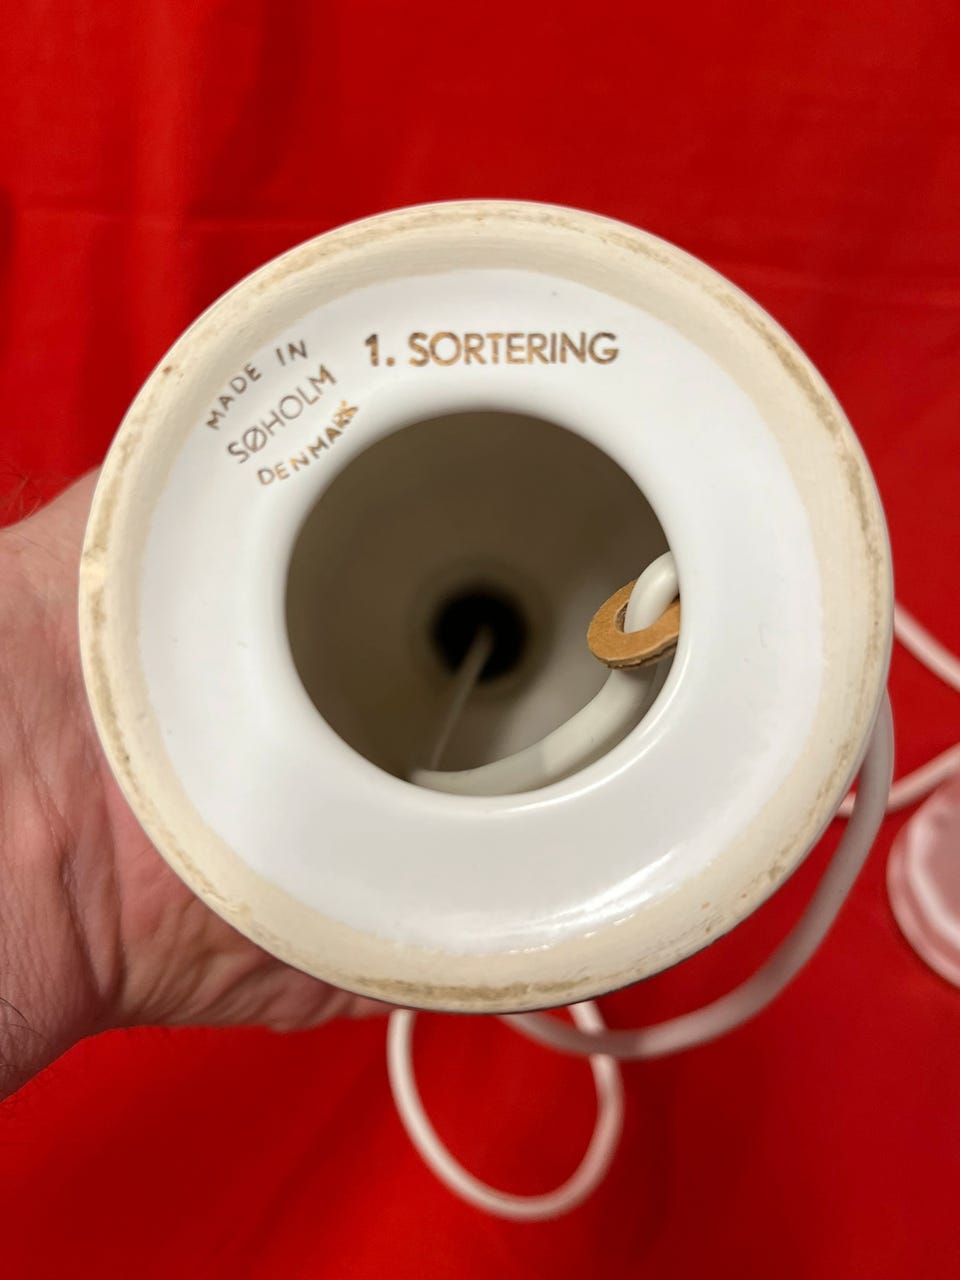 MADE IN
SØHOLM
DENMARK
1. SORTERING